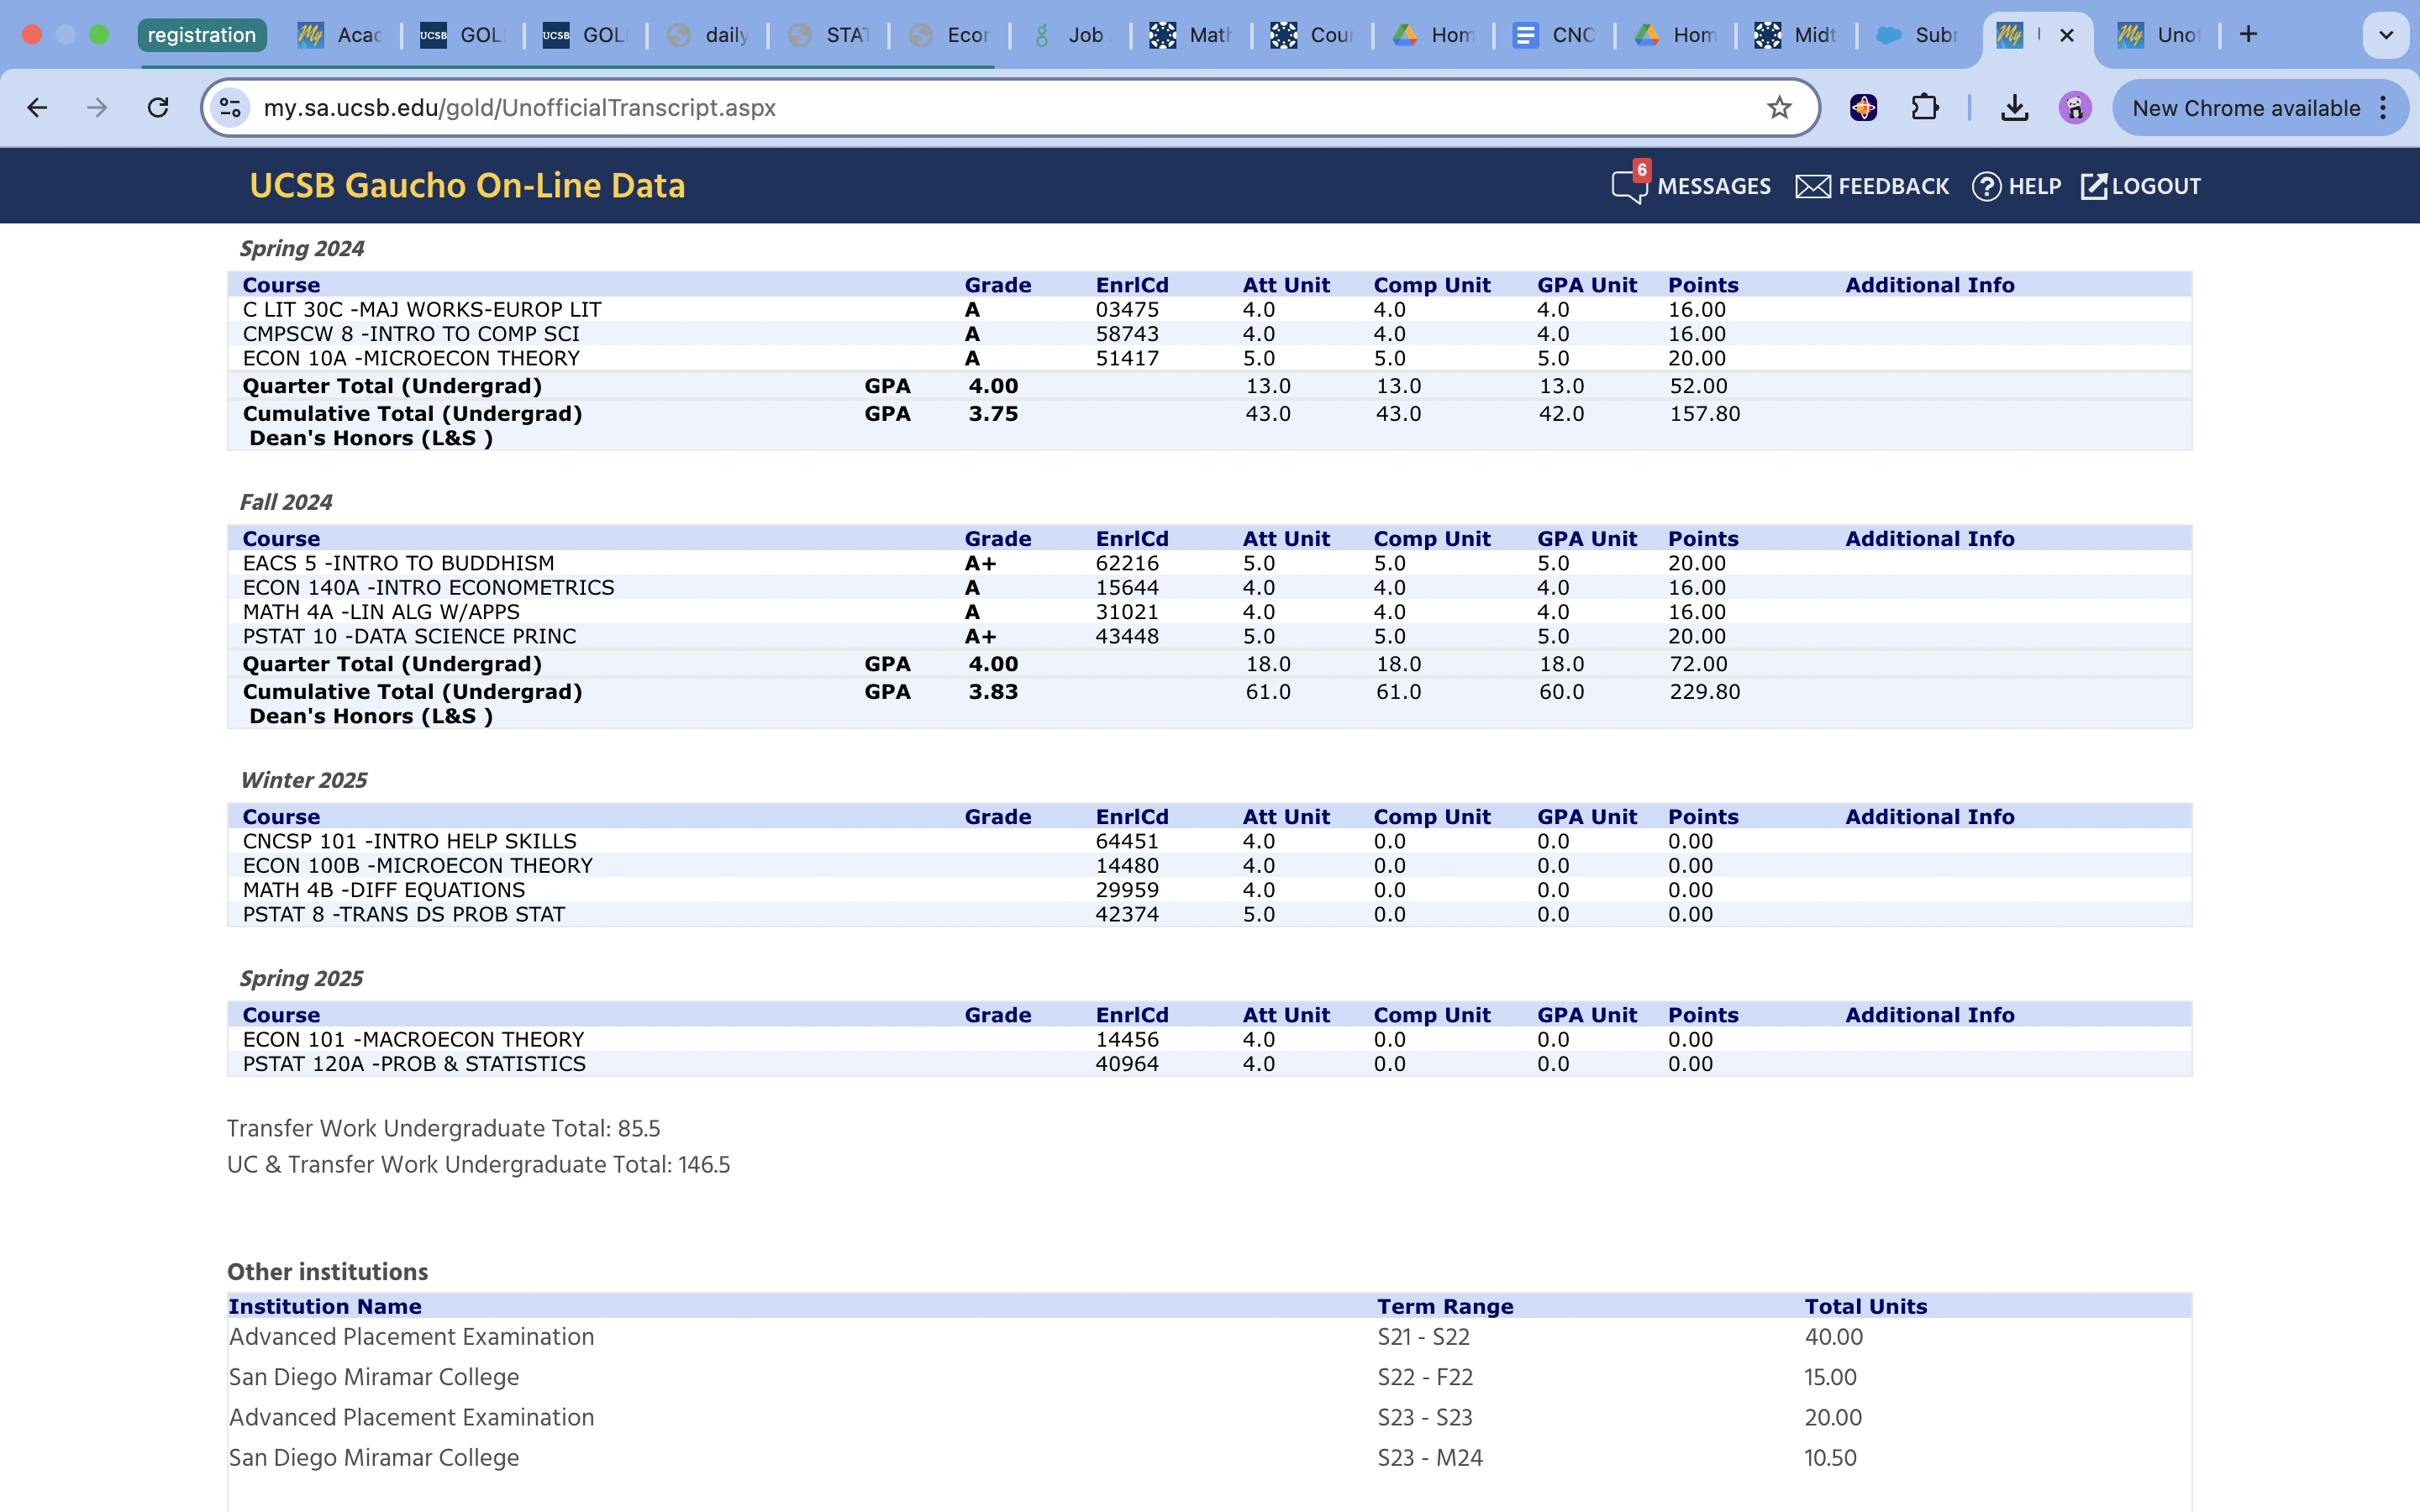 registration Acac GOL GOL daily STAT Econ Job Math Cour Hom CNC Hom Midt Subr Uno
my.sa.ucsb.edu/gold/UnofficialTranscript.aspx New Chrome available
UCSB Gaucho On-Line Data 6 MESSAGES FEEDBACK HELP LOGOUT
Spring 2024
Course Grade EnrlCd Att Unit Comp Unit GPA Unit Points Additional Info
C LIT 30C -MAJ WORKS-EUROP LIT A 03475 4.0 4.0 4.0 16.00
CMPSCW 8 -INTRO TO COMP SCI A 58743 4.0 4.0 4.0 16.00
ECON 10A -MICROECON THEORY A 51417 5.0 5.0 5.0 20.00
Quarter Total (Undergrad) GPA 4.00 13.0 13.0 13.0 52.00
Cumulative Total (Undergrad) GPA 3.75 43.0 43.0 42.0 157.80
Dean's Honors (L&S )
Fall 2024
Course Grade EnrlCd Att Unit Comp Unit GPA Unit Points Additional Info
EACS 5 -INTRO TO BUDDHISM A+ 62216 5.0 5.0 5.0 20.00
ECON 140A -INTRO ECONOMETRICS A 15644 4.0 4.0 4.0 16.00
MATH 4A -LIN ALG W/APPS A 31021 4.0 4.0 4.0 16.00
PSTAT 10 -DATA SCIENCE PRINC A+ 43448 5.0 5.0 5.0 20.00
Quarter Total (Undergrad) GPA 4.00 18.0 18.0 18.0 72.00
Cumulative Total (Undergrad) GPA 3.83 61.0 61.0 60.0 229.80
Dean's Honors (L&S )
Winter 2025
Course Grade EnrlCd Att Unit Comp Unit GPA Unit Points Additional Info
CNCSP 101 -INTRO HELP SKILLS 64451 4.0 0.0 0.0 0.00
ECON 100B -MICROECON THEORY 14480 4.0 0.0 0.0 0.00
MATH 4B -DIFF EQUATIONS 29959 4.0 0.0 0.0 0.00
PSTAT 8 -TRANS DS PROB STAT 42374 5.0 0.0 0.0 0.00
Spring 2025
Course Grade EnrlCd Att Unit Comp Unit GPA Unit Points Additional Info
ECON 101 -MACROECON THEORY 14456 4.0 0.0 0.0 0.00
PSTAT 120A -PROB & STATISTICS 40964 4.0 0.0 0.0 0.00
Transfer Work Undergraduate Total: 85.5
UC & Transfer Work Undergraduate Total: 146.5
Other institutions
Institution Name Term Range Total Units
Advanced Placement Examination S21 - S22 40.00
San Diego Miramar College S22 - F22 15.00
Advanced Placement Examination S23 - S23 20.00
San Diego Miramar College S23 - M24 10.50